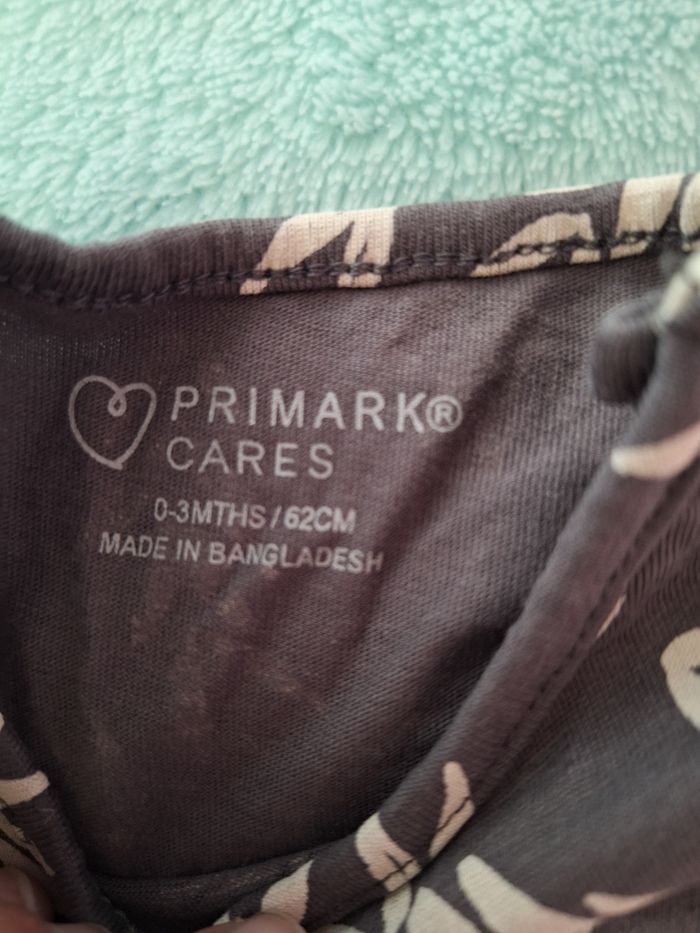 PRIMARK®
CARES
0-3MTHS/62CM
MADE IN BANGLADESH